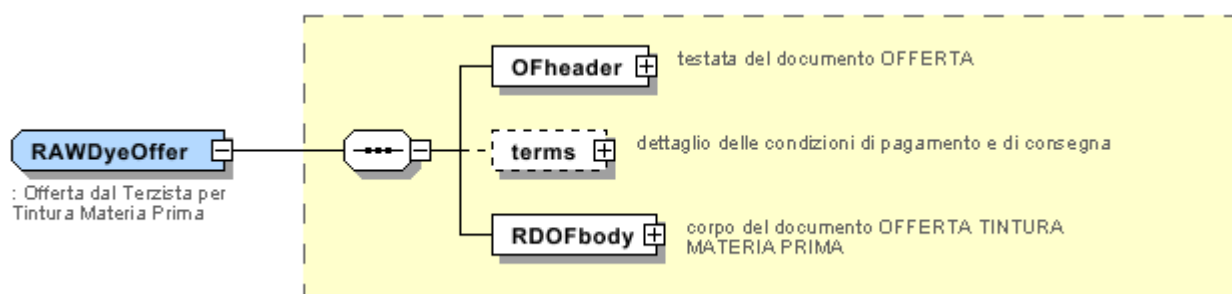 OFheader
testata del documento OFFERTA
RAWDyeOffer
: Offerta dal Terzista per
Tintura Materia Prima
terms
dettaglio delle condizioni di pagamento e di consegna
RDOFbody
corpo del documento OFFERTA TINTURA
MATERIA PRIMA